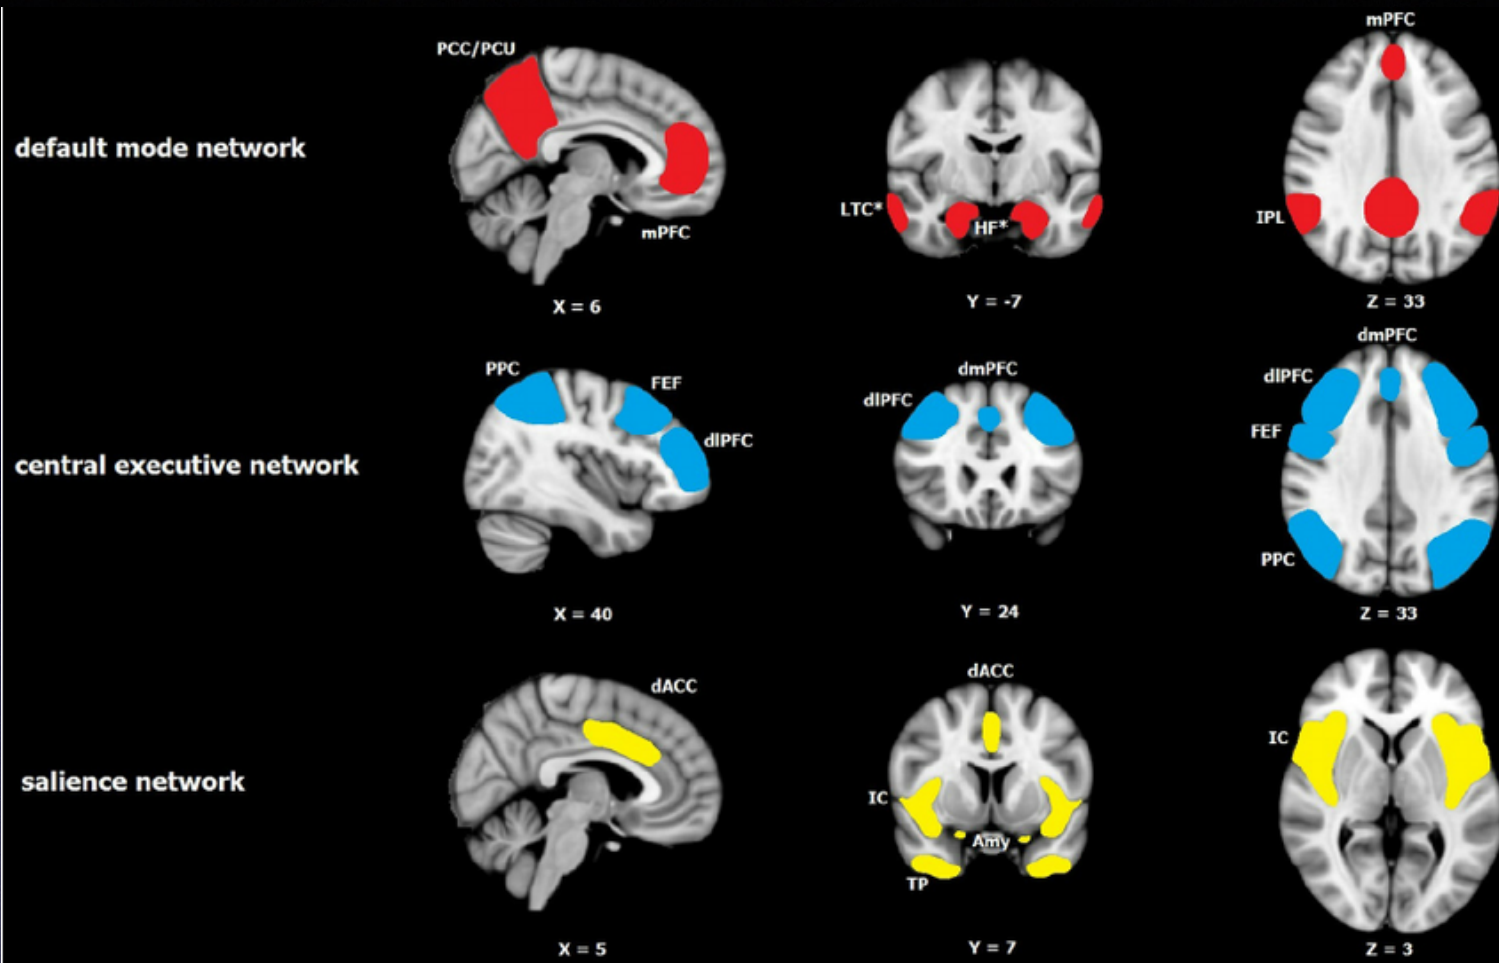 default mode network
PCC/PCU
mPFC
X = 6
LTC*
HF*
Y = -7
mPFC
IPL
Z = 33
central executive network
PPC
FEF
dlPFC
X = 40
dmPFC
dlPFC
Y = 24
dmPFC
dlPFC
FEF
PPC
Z = 33
salience network
dACC
X = 5
dACC
IC
Amy
TP
Y = 7
IC
Z = 3